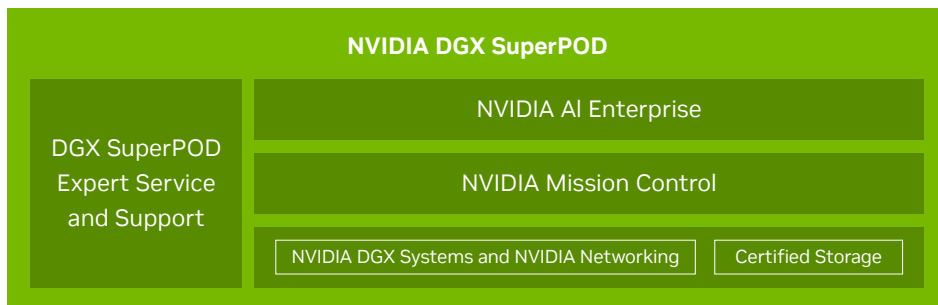 NVIDIA DGX SuperPOD
DGX SuperPOD
Expert Service
and Support
NVIDIA AI Enterprise
NVIDIA Mission Control
NVIDIA DGX Systems and NVIDIA Networking
Certified Storage